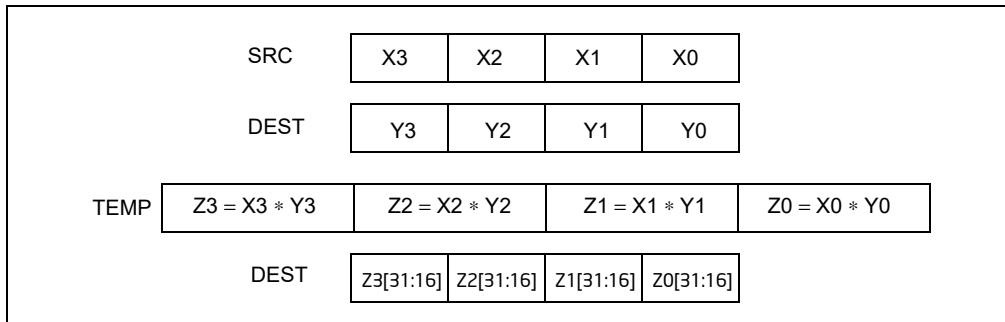 SRC X3 X2 X1 X0
DEST Y3 Y2 Y1 Y0
TEMP Z3 = X3 ∗ Y3 Z2 = X2 ∗ Y2 Z1 = X1 ∗ Y1 Z0 = X0 ∗ Y0
DEST Z3[31:16] Z2[31:16] Z1[31:16] Z0[31:16]